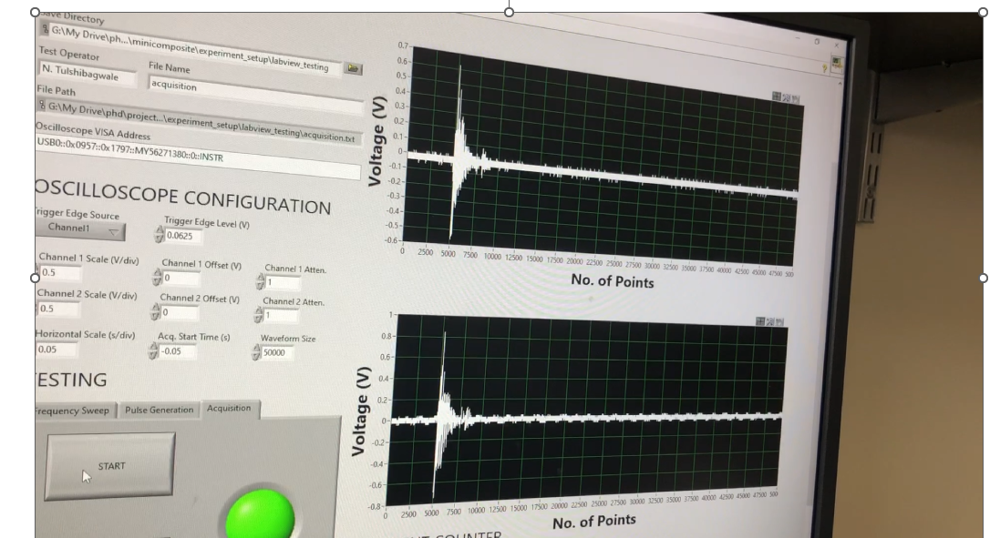 Save Directory
G:\My Drive\ph...\minicomposite\experiment_setup\labview_testing
Test Operator
File Name
N. Tulshibagwale
acquisition
File Path
G:\My Drive\phd\project...\experiment_setup\labview_testing\acquisition.txt
Oscilloscope VISA Address
USB0::0x0957::0x1797::MY56271380::0::INSTR
OSCILLOSCOPE CONFIGURATION
Trigger Edge Source
Trigger Edge Level (V)
Channel1
0.0625
Channel 1 Scale (V/div)
Channel 1 Offset (V)
Channel 1 Atten.
0.5
0
1
Channel 2 Scale (V/div)
Channel 2 Offset (V)
Channel 2 Atten.
0.5
0
1
Horizontal Scale (s/div)
Acq. Start Time (s)
Waveform Size
0.05
-0.05
50000
TESTING
Frequency Sweep
Pulse Generation
Acquisition
START
Voltage (V)
0.7
0.6
0.5
0.4
0.3
0.2
0.1
0
-0.1
-0.2
-0.3
-0.4
-0.5
-0.6
0 2500 5000 7500 10000 12500 15000 17500 20000 22500 25000 27500 30000 32500 35000 37500 40000 42500 45000 47500 500
No. of Points
Voltage (V)
1
0.8
0.6
0.4
0.2
0
-0.2
-0.4
-0.6
-0.8
0 2500 5000 7500 10000 12500 15000 17500 20000 22500 25000 27500 30000 32500 35000 37500 40000 42500 45000 47500 500
No. of Points
COUNTER